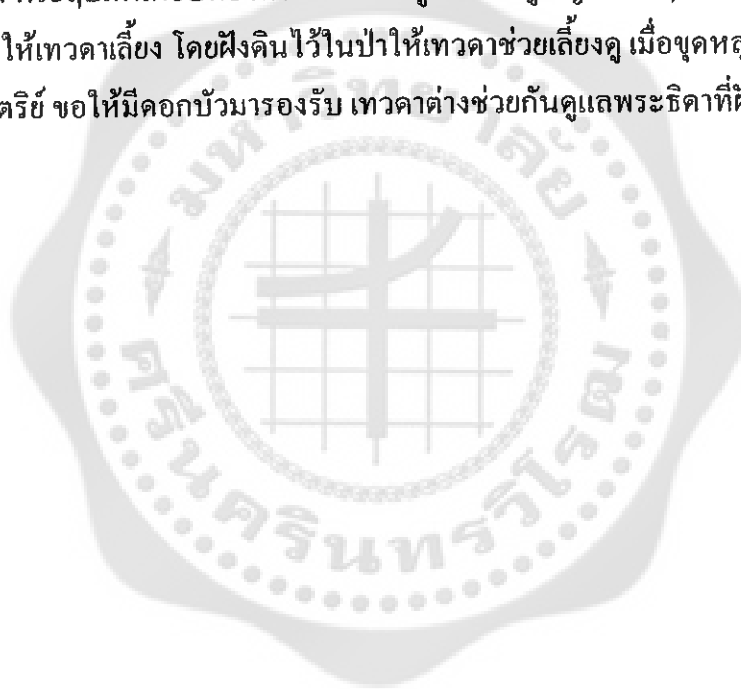 ให้เทวดาเลี้ยง โดยฝังดินไว้ในป่าให้เทวดาช่วยเลี้ยงดู เมื่อขุดห
ตรีย์ ขอให้มีดอกบัวมารองรับ เทวดาต่างช่วยกันดูแลพระธิดาที่
มหาวิทยาลัย
ศรีนครินทรวิโรฒ